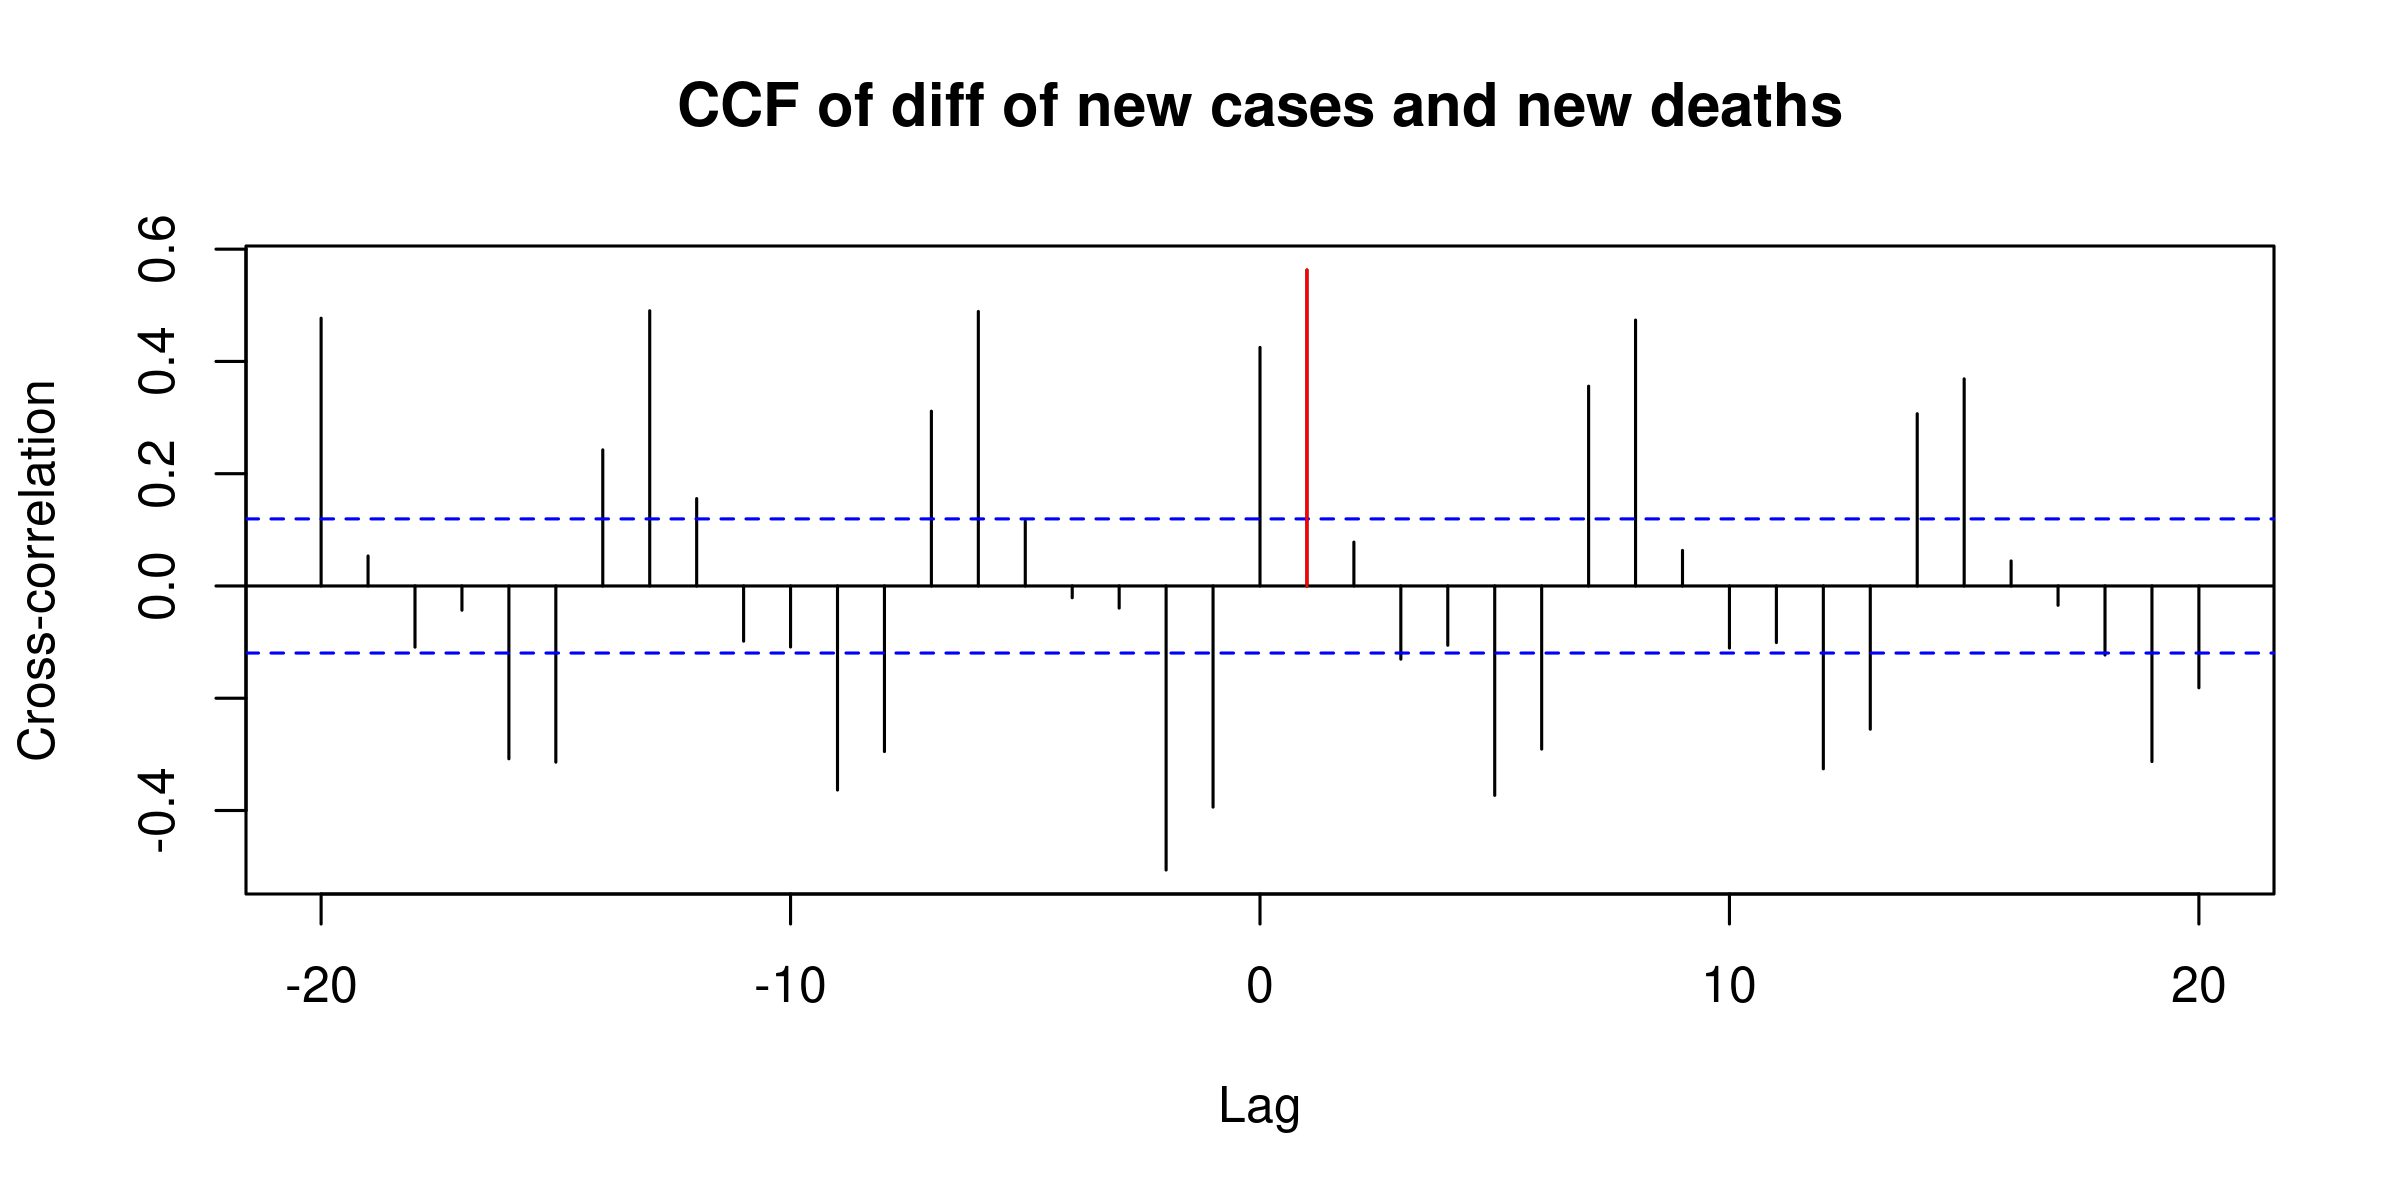 CCF of diff of new cases and new deaths
Cross-correlation
0.6
0.4
0.2
0.0
-0.4
-20 -10 0 10 20
Lag